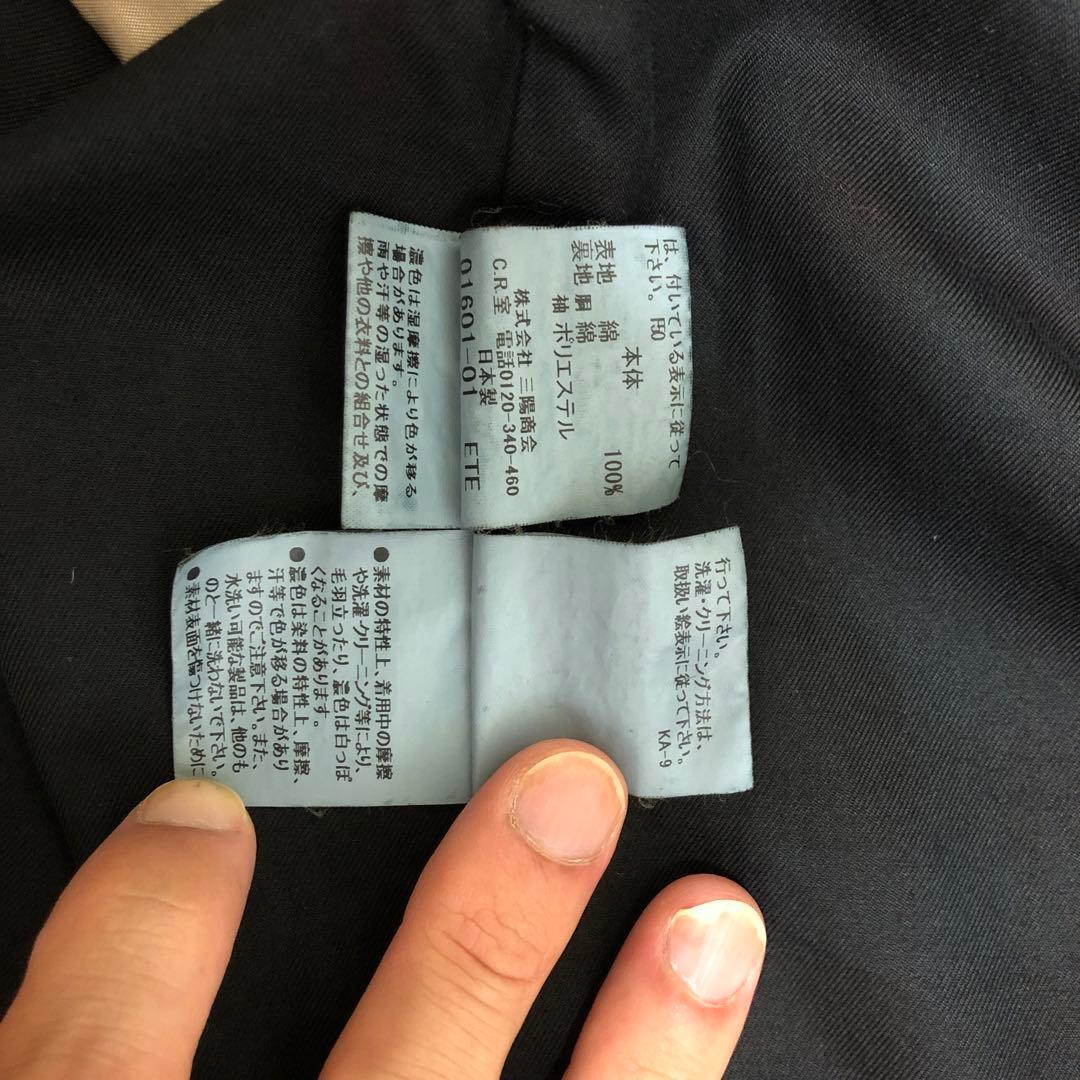 は、付いている表示に従って
下さい。 F50
本体
表地 綿 100%
裏地 胴 綿
袖 ポリエステル
株式会社 三陽商会
C.R.室 電話0120-340-460
日本製
01601-01 ETE
濃色は湿摩擦により色が移る
場合があります。
雨や汗等の湿った状態での摩
擦や他の衣料との組合せ及び、
行って下さい。
洗濯・クリーニング方法は、
取扱い絵表示に従って下さい。
KA-9
●素材の特性上、着用中の摩擦
や洗濯・クリーニング等により、
毛羽立ったり、濃色は白っぽ
くなることがあります。
●濃色は染料の特性上、摩擦、
汗等で色が移る場合があり
ますのでご注意下さい。また、
水洗い可能な製品は、他のも
のと一緒に洗わないで下さい。
●素材表面を傷つけないために